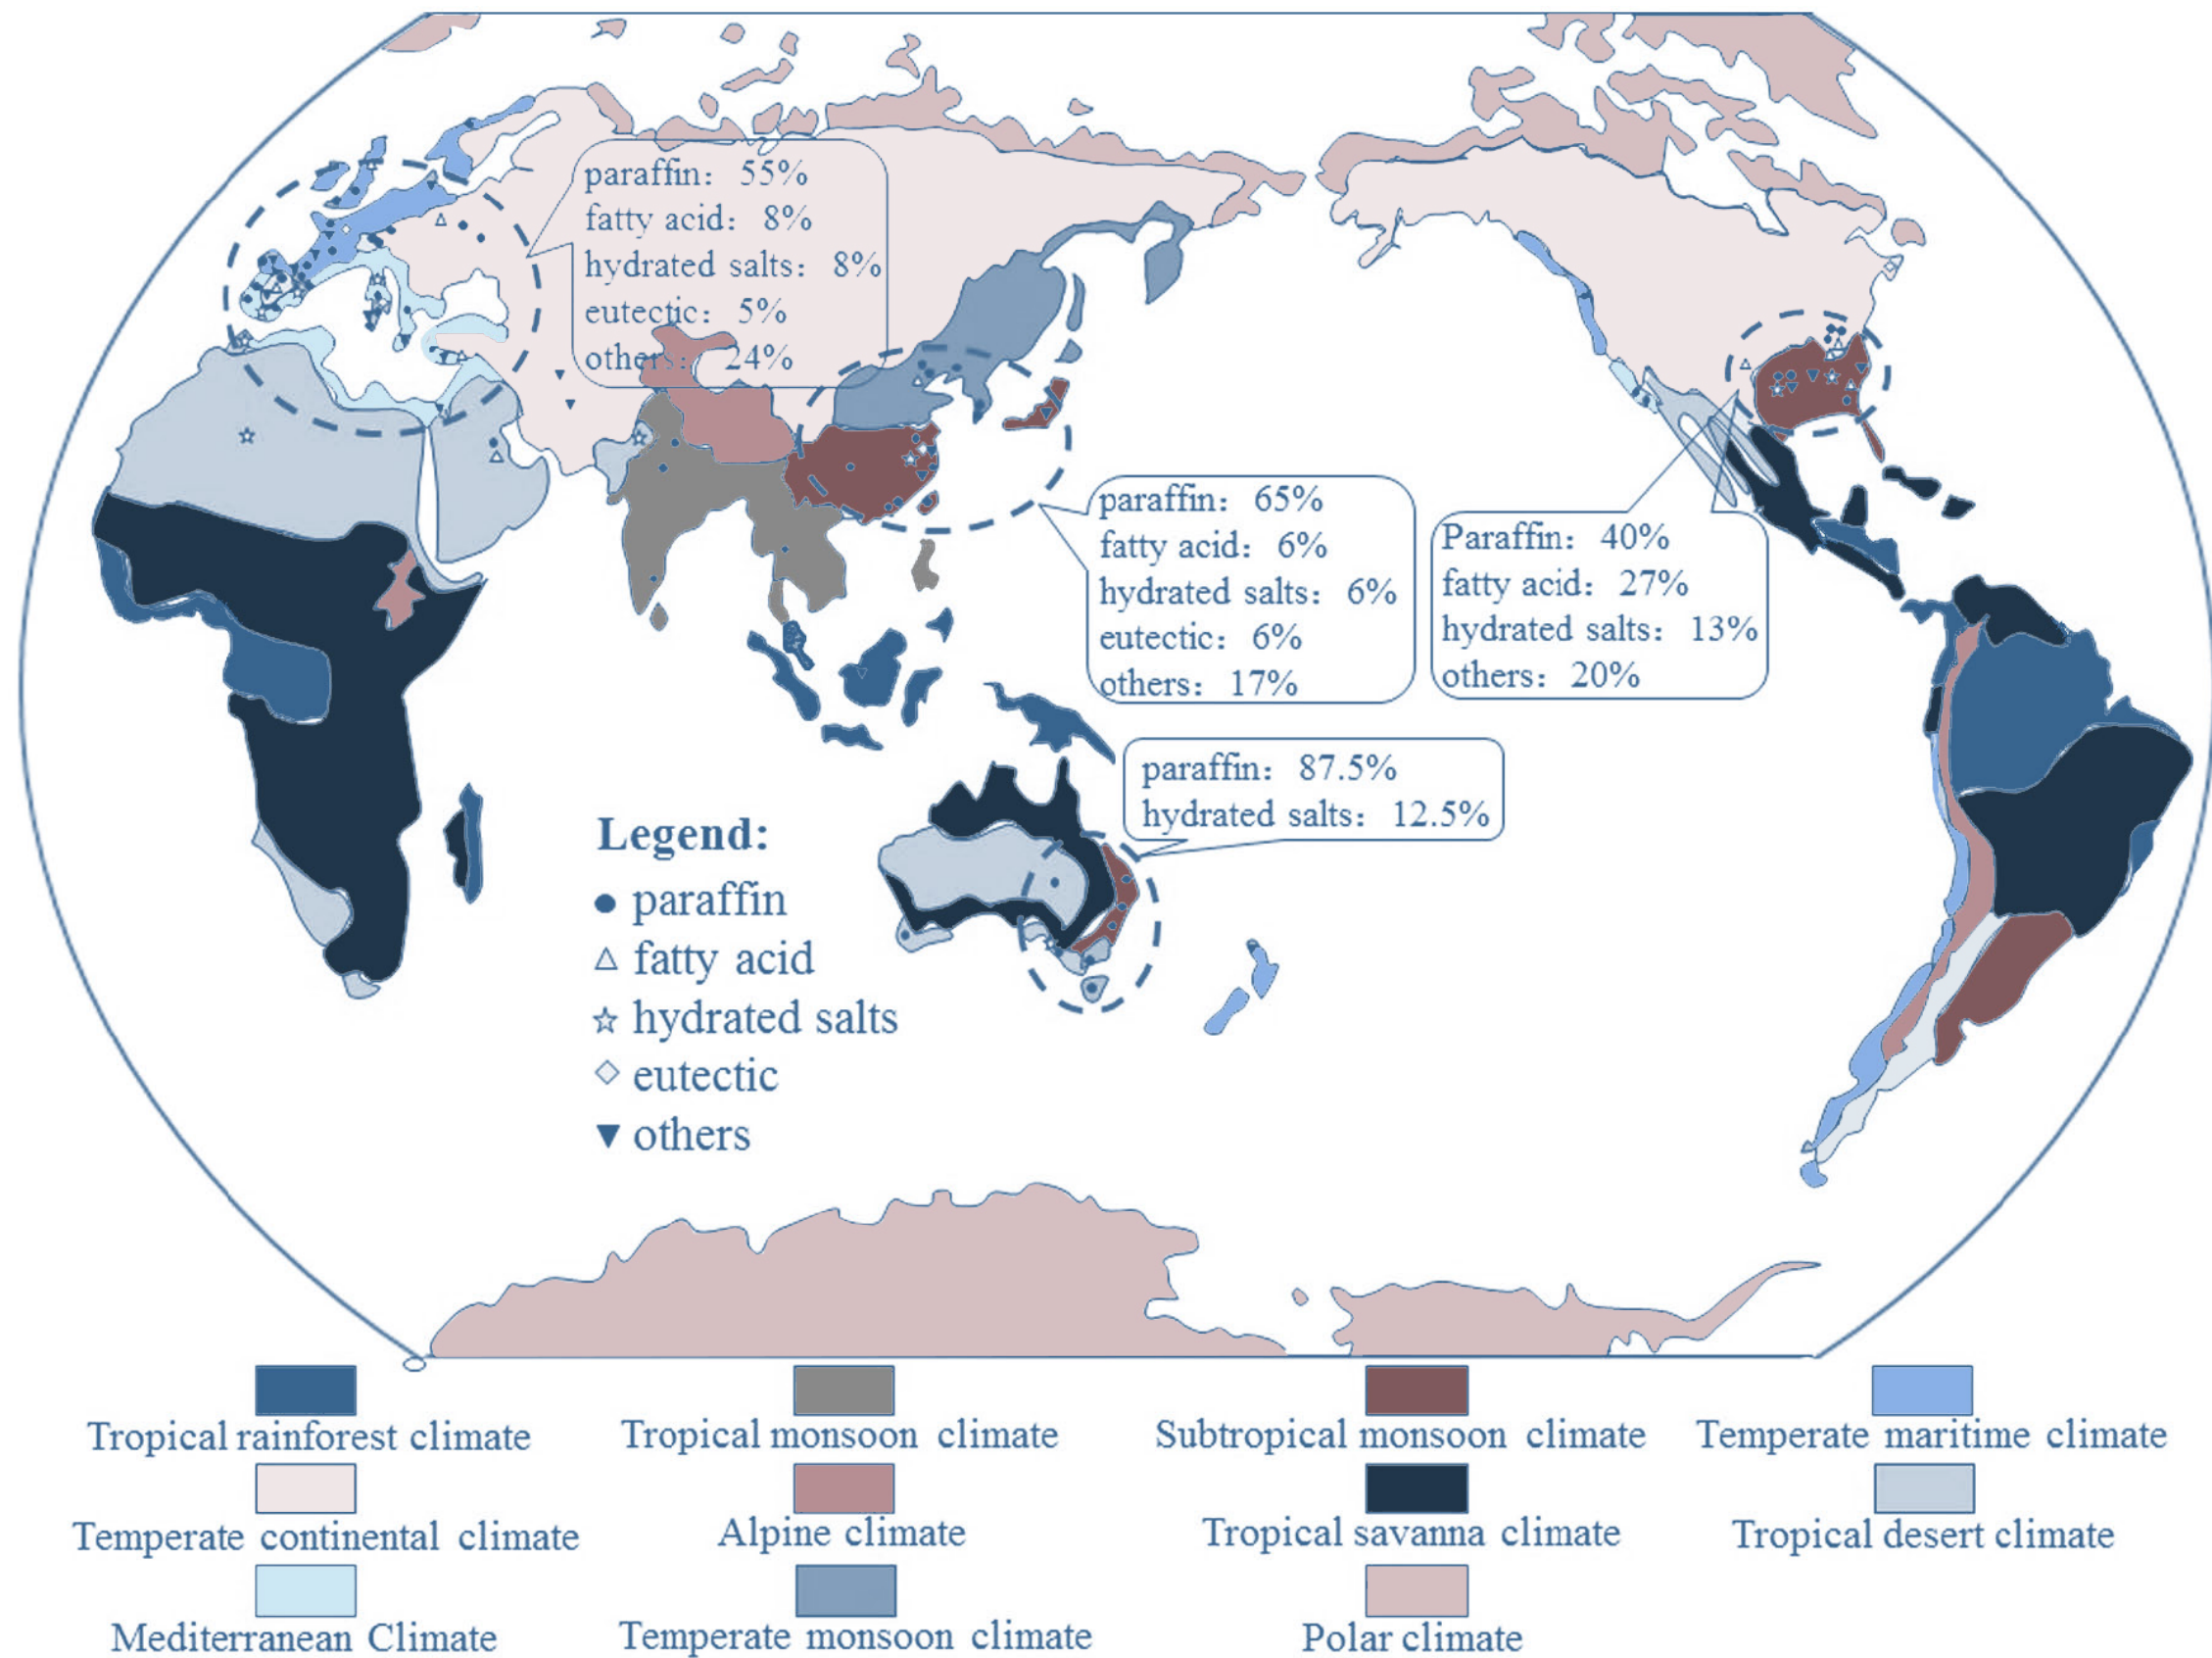 paraffin: 55%
fatty acid: 8%
hydrated salts: 8%
eutectic: 5%
others: 24%
paraffin: 65%
fatty acid: 6%
hydrated salts: 6%
eutectic: 6%
others: 17%
Paraffin: 40%
fatty acid: 27%
hydrated salts: 13%
others: 20%
paraffin: 87.5%
hydrated salts: 12.5%
Legend:
paraffin
fatty acid
hydrated salts
eutectic
others
Tropical rainforest climate
Tropical monsoon climate
Subtropical monsoon climate
Temperate maritime climate
Temperate continental climate
Alpine climate
Tropical savanna climate
Tropical desert climate
Mediterranean Climate
Temperate monsoon climate
Polar climate